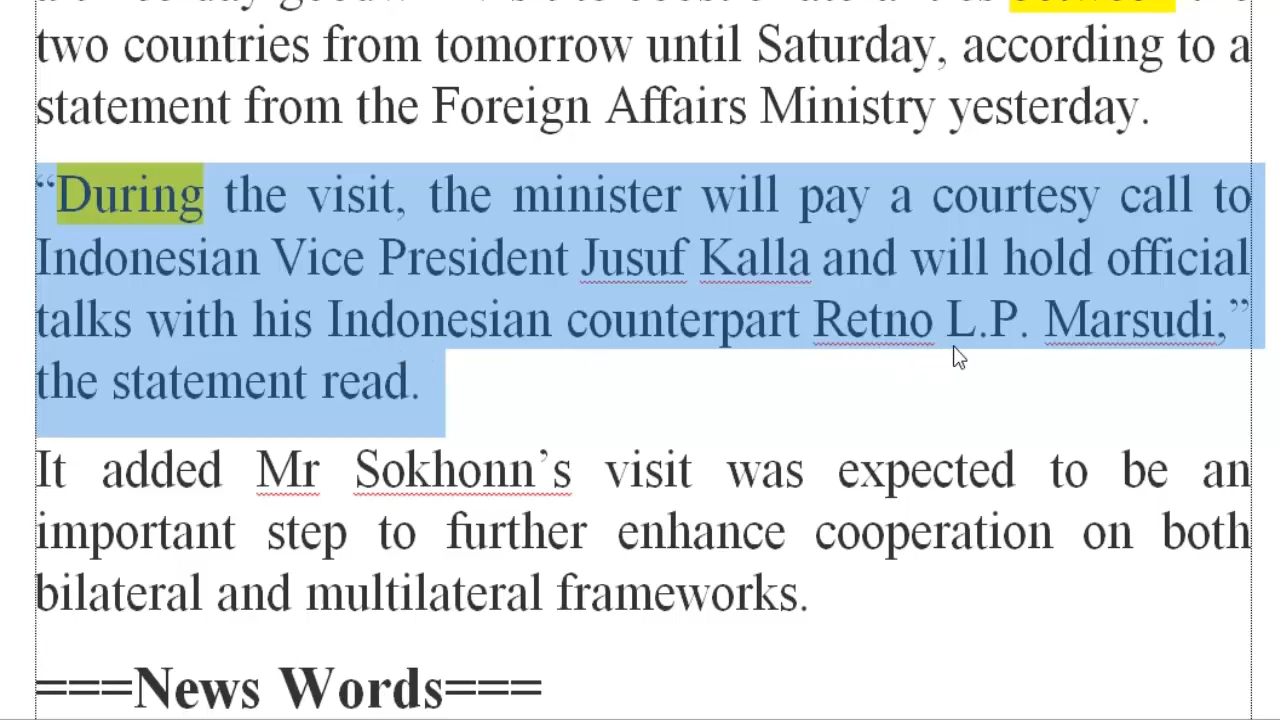 between the
two countries from tomorrow until Saturday, according to a
statement from the Foreign Affairs Ministry yesterday.
“During the visit, the minister will pay a courtesy call to
Indonesian Vice President Jusuf Kalla and will hold official
talks with his Indonesian counterpart Retno L.P. Marsudi,”
the statement read.
It added Mr Sokhonn’s visit was expected to be an
important step to further enhance cooperation on both
bilateral and multilateral frameworks.
===News Words===